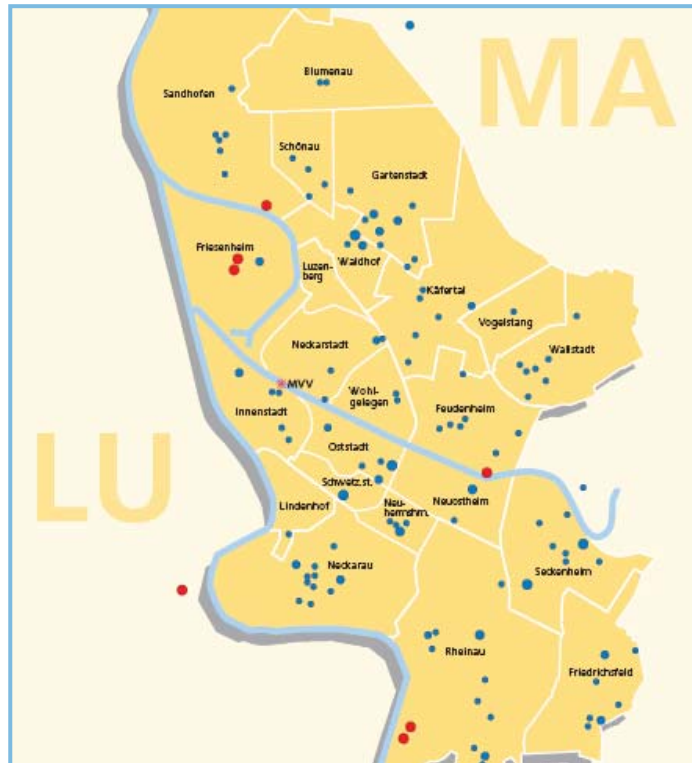 MA
Blumenau
Sandhofen
Schönau
Gartenstadt
Friesenheim
Waldhof
Luzen-
berg
Käfertal
Vogelstang
Neckarstadt
Wallstadt
MVV
Wohl-
gelegen
Innenstadt
Feudenheim
LU
Oststadt
Schwetz.st.
Lindenhof
Neu-
hermshm.
Neuostheim
Neckarau
Seckenheim
Rheinau
Friedrichsfeld